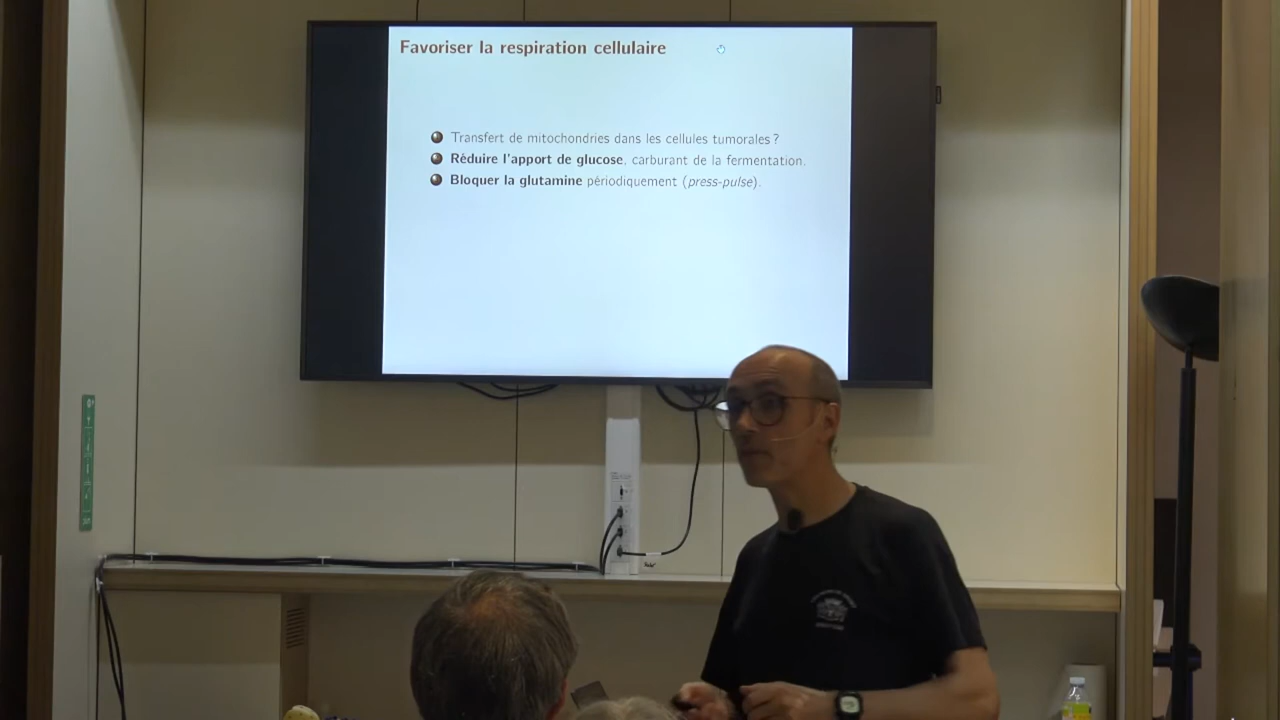 Favoriser la respiration cellulaire
Transfert de mitochondries dans les cellules tumorales ?
Réduire l'apport de glucose, carburant de la fermentation.
Bloquer la glutamine périodiquement (press-pulse).